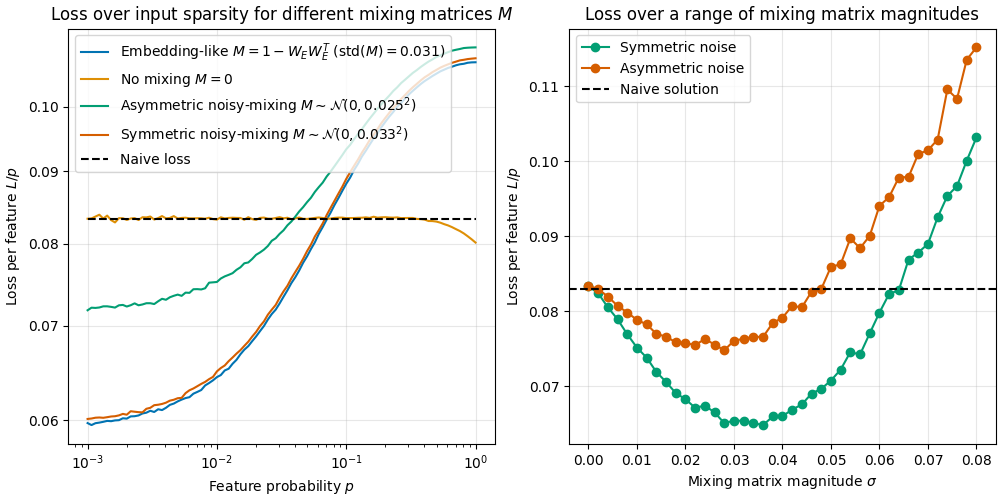 Loss over input sparsity for different mixing matrices M
Embedding-like M = 1 − W_E W_E^T (std(M) = 0.031)
No mixing M = 0
Asymmetric noisy-mixing M ∼ 𝒩(0, 0.025²)
Symmetric noisy-mixing M ∼ 𝒩(0, 0.033²)
Naive loss
Loss per feature L/p
0.10
0.09
0.08
0.07
0.06
10⁻³ 10⁻² 10⁻¹ 10⁰
Feature probability p
Loss over a range of mixing matrix magnitudes
Symmetric noise
Asymmetric noise
Naive solution
Loss per feature L/p
0.11
0.10
0.09
0.08
0.07
0.00 0.01 0.02 0.03 0.04 0.05 0.06 0.07 0.08
Mixing matrix magnitude σ